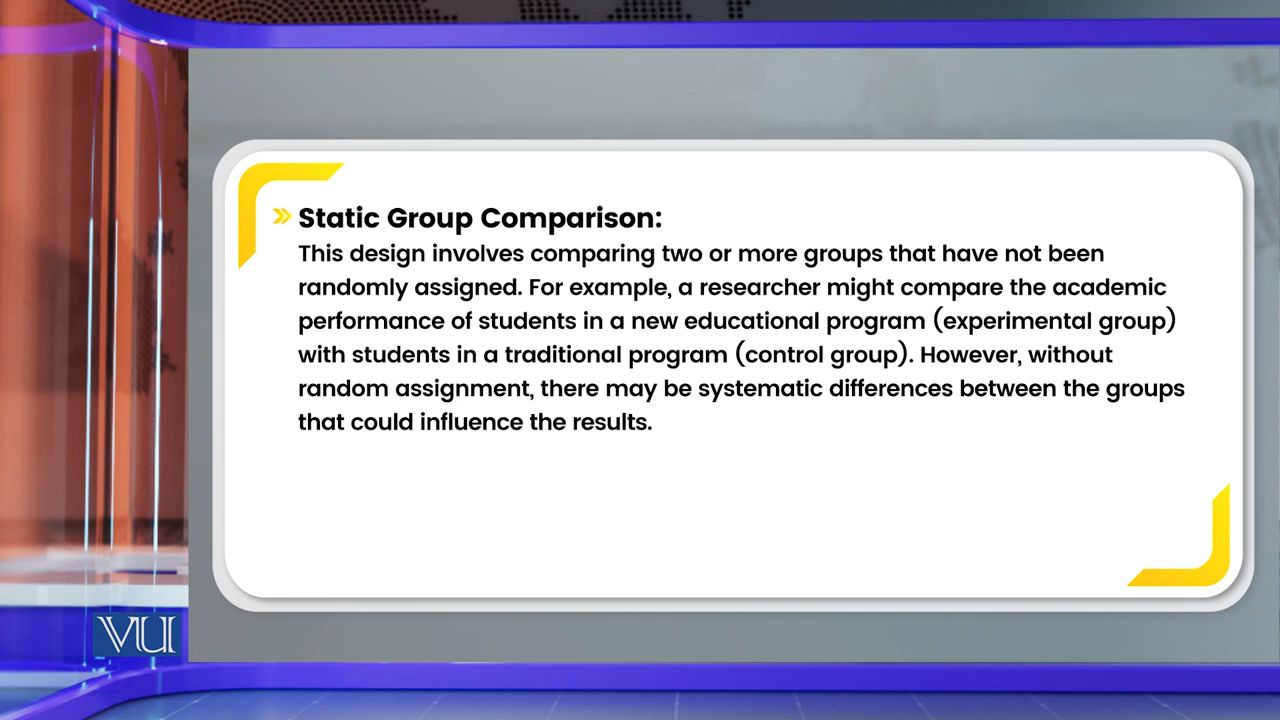 Static Group Comparison:
This design involves comparing two or more groups that have not been
randomly assigned. For example, a researcher might compare the academic
performance of students in a new educational program (experimental group)
with students in a traditional program (control group). However, without
random assignment, there may be systematic differences between the groups
that could influence the results.
VU